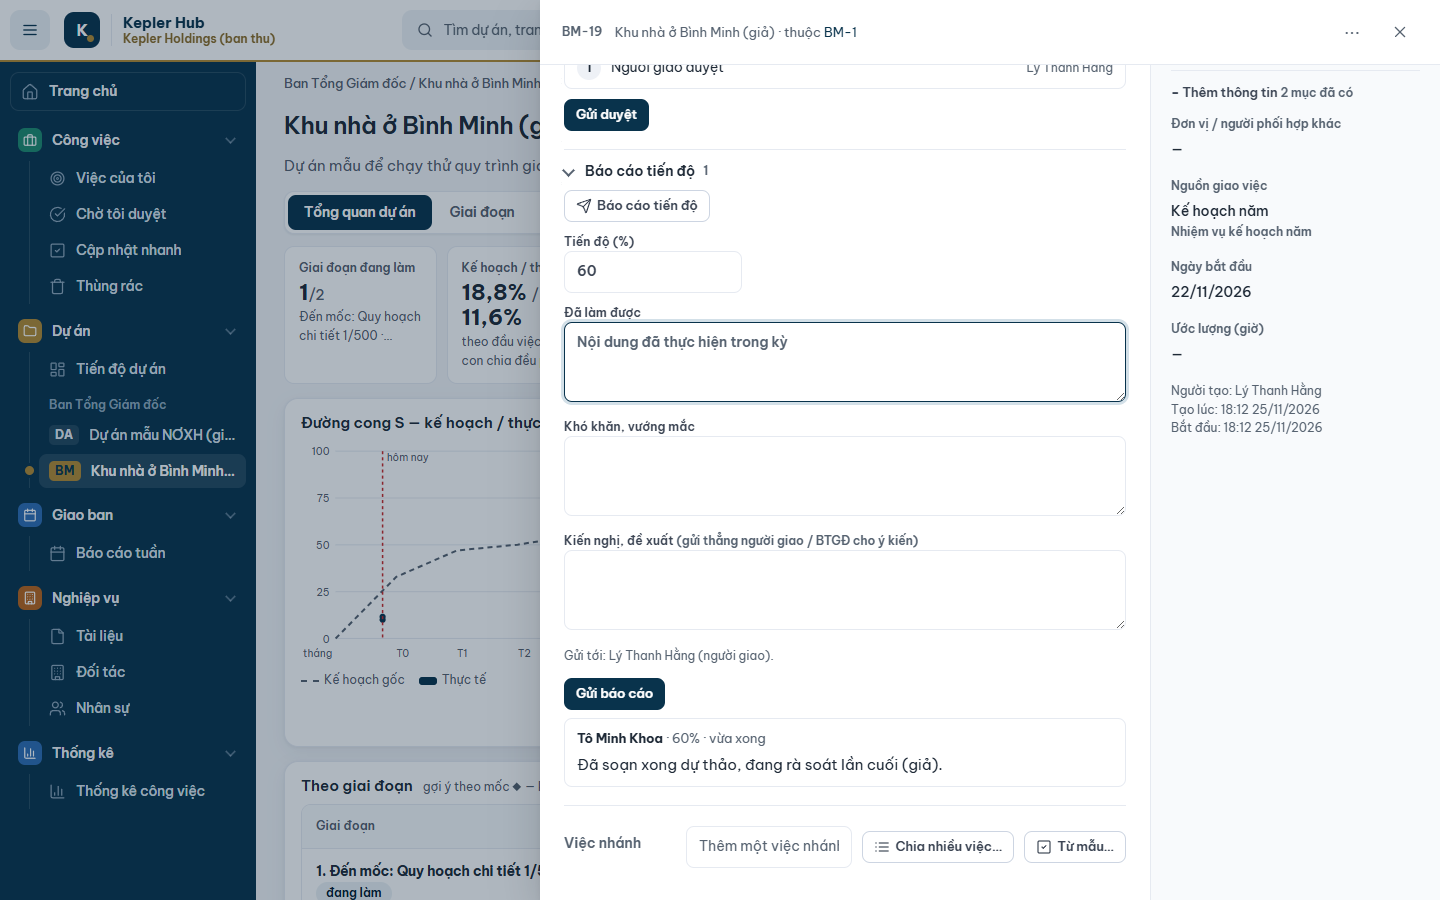 Kepler Hub
Kepler Holdings (ban thu)
Trang chủ
Công việc
Việc của tôi
Chờ tôi duyệt
Cập nhật nhanh
Thùng rác
Dự án
Tiến độ dự án
Ban Tổng Giám đốc
DA Dự án mẫu NƠXH (gi...
BM Khu nhà ở Bình Minh...
Giao ban
Báo cáo tuần
Nghiệp vụ
Tài liệu
Đối tác
Nhân sự
Thống kê
Thống kê công việc
Tìm dự án, tran
Ban Tổng Giám đốc / Khu nhà ở Bình Minh
Khu nhà ở Bình Minh (g
Dự án mẫu để chạy thử quy trình gia
Tổng quan dự án
Giai đoạn
Giai đoạn đang làm
1/2
Đến mốc: Quy hoạch
chi tiết 1/500 ·...
Kế hoạch / th
18,8% /
11,6%
theo đầu việc
con chia đều
Đường cong S — kế hoạch / thực
100
75
50
25
0
hôm nay
tháng T0 T1 T2
Kế hoạch gốc
Thực tế
Theo giai đoạn gợi ý theo mốc ◆ —
Giai đoạn
1. Đến mốc: Quy hoạch chi tiết 1/5
đang làm
BM-19 Khu nhà ở Bình Minh (giả) · thuộc BM-1
1 Người giao duyệt Lý Thanh Hằng
Gửi duyệt
Báo cáo tiến độ 1
Báo cáo tiến độ
Tiến độ (%)
60
Đã làm được
Nội dung đã thực hiện trong kỳ
Khó khăn, vướng mắc
Kiến nghị, đề xuất (gửi thẳng người giao / BTGĐ cho ý kiến)
Gửi tới: Lý Thanh Hằng (người giao).
Gửi báo cáo
Tô Minh Khoa · 60% · vừa xong
Đã soạn xong dự thảo, đang rà soát lần cuối (giả).
Việc nhánh
Thêm một việc nhánh
Chia nhiều việc...
Từ mẫu...
– Thêm thông tin 2 mục đã có
Đơn vị / người phối hợp khác
—
Nguồn giao việc
Kế hoạch năm
Nhiệm vụ kế hoạch năm
Ngày bắt đầu
22/11/2026
Ước lượng (giờ)
—
Người tạo: Lý Thanh Hằng
Tạo lúc: 18:12 25/11/2026
Bắt đầu: 18:12 25/11/2026